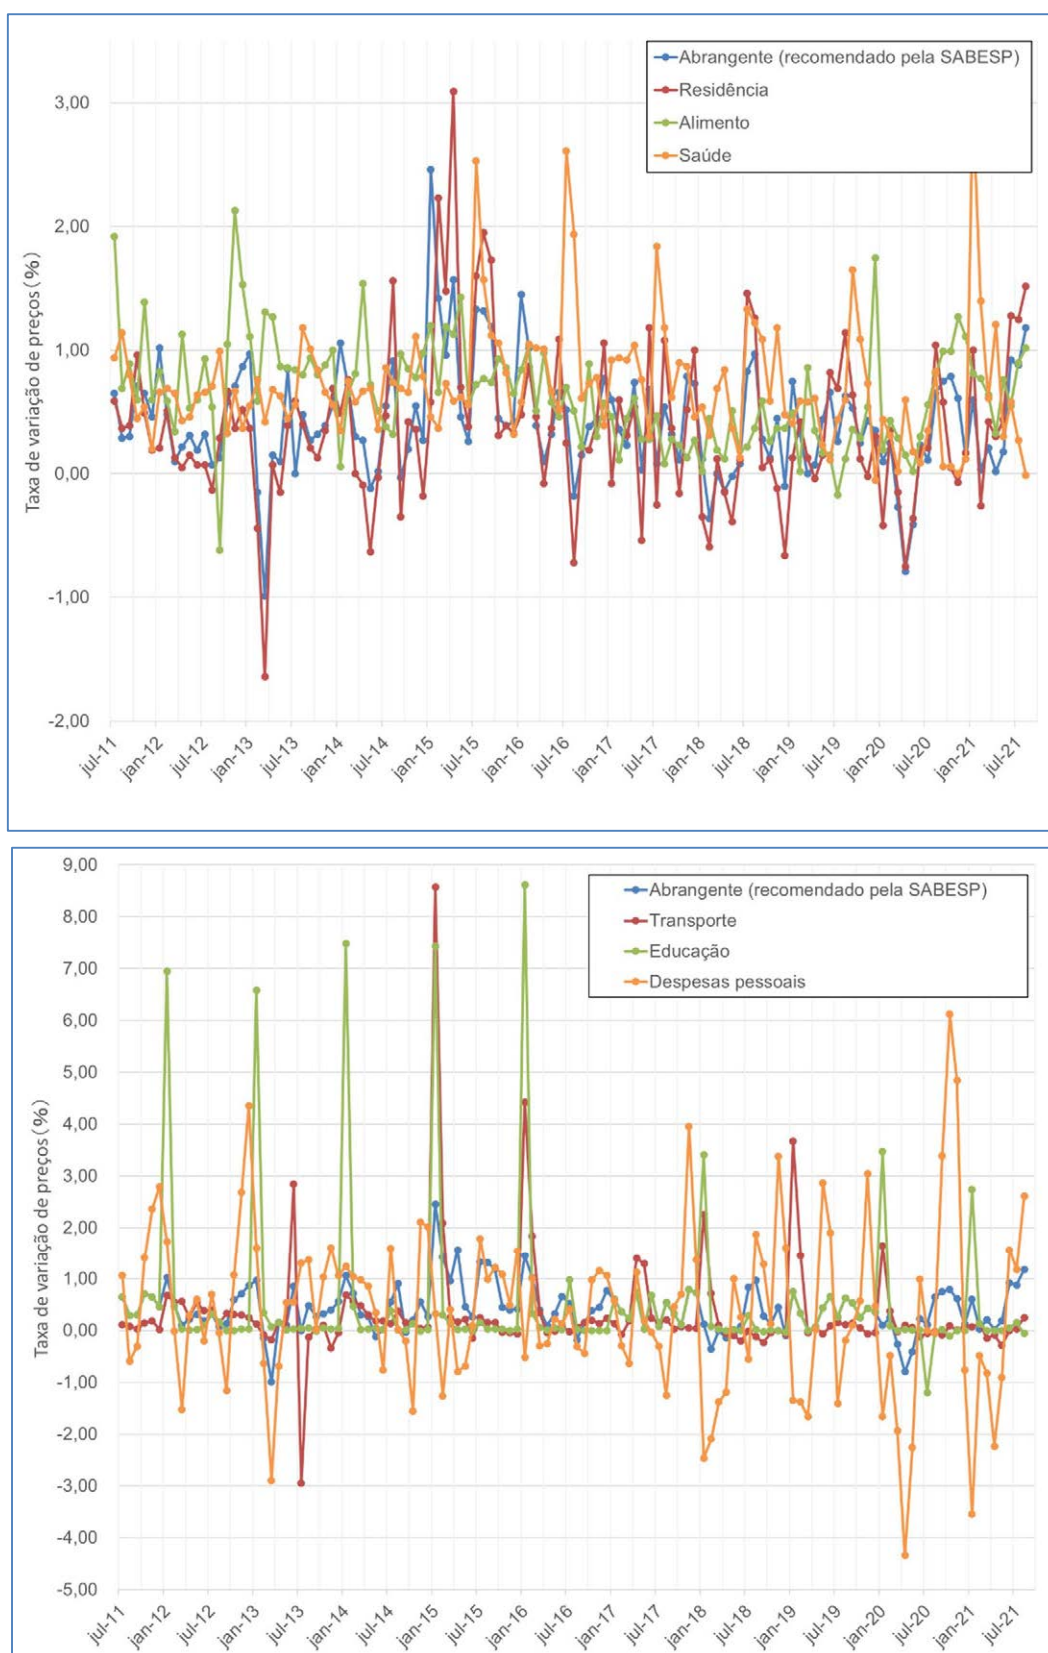 Abrangente (recomendado pela SABESP)
Residência
Alimento
Saúde
Taxa de variação de preços (%)
3,00
2,00
1,00
0,00
-1,00
-2,00
jul-11
jan-12
jul-12
jan-13
jul-13
jan-14
jul-14
jan-15
jul-15
jan-16
jul-16
jan-17
jul-17
jan-18
jul-18
jan-19
jul-19
jan-20
jul-20
jan-21
jul-21
Abrangente (recomendado pela SABESP)
Transporte
Educação
Despesas pessoais
Taxa de variação de preços (%)
9,00
8,00
7,00
6,00
5,00
4,00
3,00
2,00
1,00
0,00
-1,00
-2,00
-3,00
-4,00
-5,00
jul-11
jan-12
jul-12
jan-13
jul-13
jan-14
jul-14
jan-15
jul-15
jan-16
jul-16
jan-17
jul-17
jan-18
jul-18
jan-19
jul-19
jan-20
jul-20
jan-21
jul-21